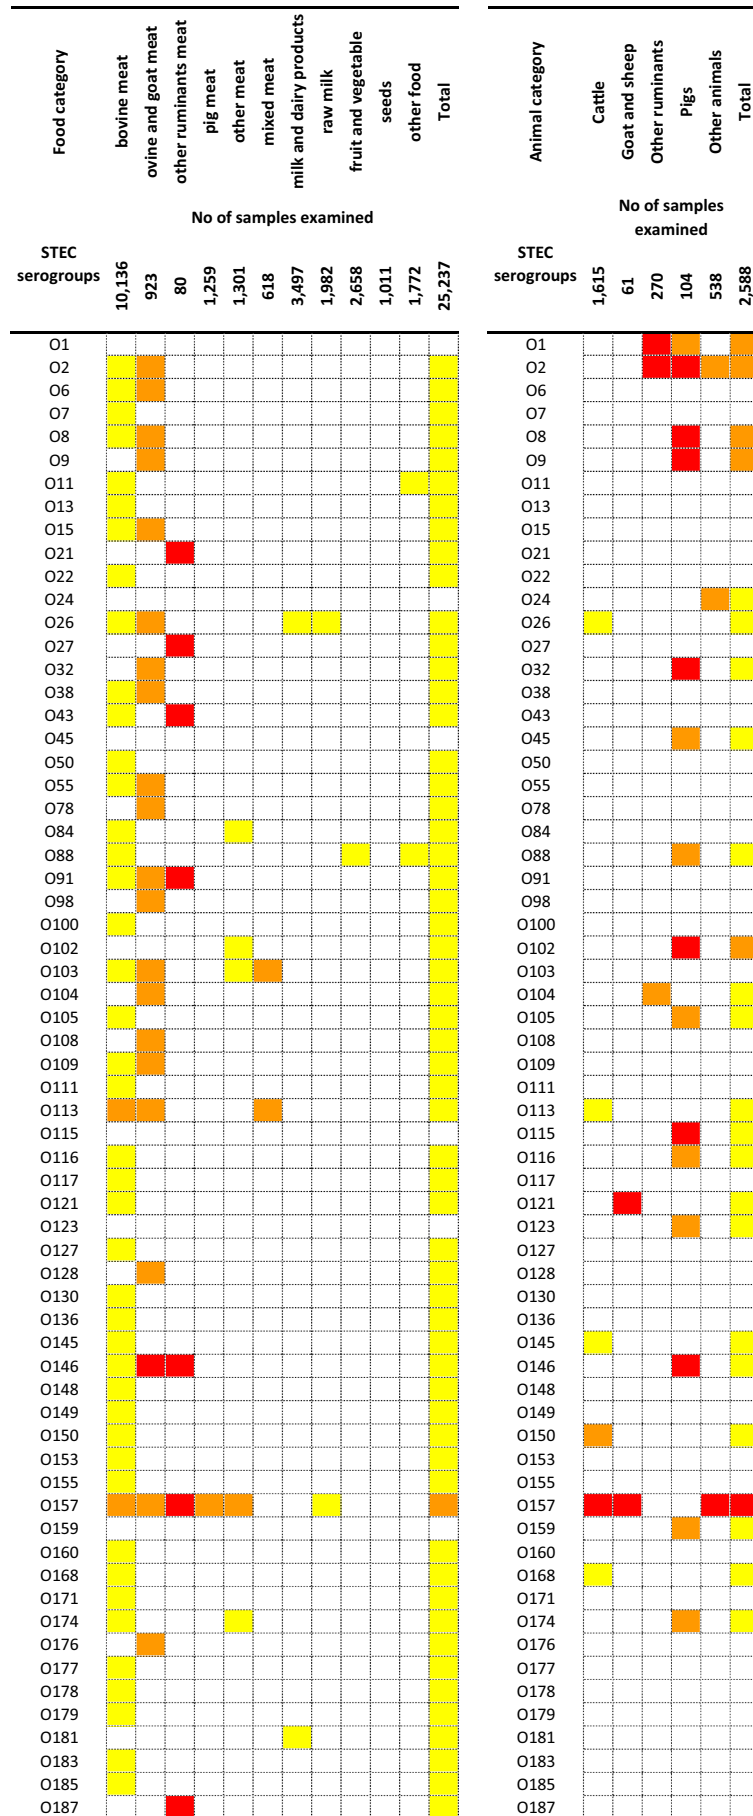 Food category
bovine meat
ovine and goat meat
other ruminants meat
pig meat
other meat
mixed meat
milk and dairy products
raw milk
fruit and vegetable
seeds
other food
Total
No of samples examined
STEC
serogroups
10,136
923
80
1,259
1,301
618
3,497
1,982
2,658
1,011
1,772
25,237
O1
O2
O6
O7
O8
O9
O11
O13
O15
O21
O22
O24
O26
O27
O32
O38
O43
O45
O50
O55
O78
O84
O88
O91
O98
O100
O102
O103
O104
O105
O108
O109
O111
O113
O115
O116
O117
O121
O123
O127
O128
O130
O136
O145
O146
O148
O149
O150
O153
O155
O157
O159
O160
O168
O171
O174
O176
O177
O178
O179
O181
O183
O185
O187
Animal category
Cattle
Goat and sheep
Other ruminants
Pigs
Other animals
Total
No of samples
examined
STEC
serogroups
1,615
61
270
104
538
2,588
O1
O2
O6
O7
O8
O9
O11
O13
O15
O21
O22
O24
O26
O27
O32
O38
O43
O45
O50
O55
O78
O84
O88
O91
O98
O100
O102
O103
O104
O105
O108
O109
O111
O113
O115
O116
O117
O121
O123
O127
O128
O130
O136
O145
O146
O148
O149
O150
O153
O155
O157
O159
O160
O168
O171
O174
O176
O177
O178
O179
O181
O183
O185
O187